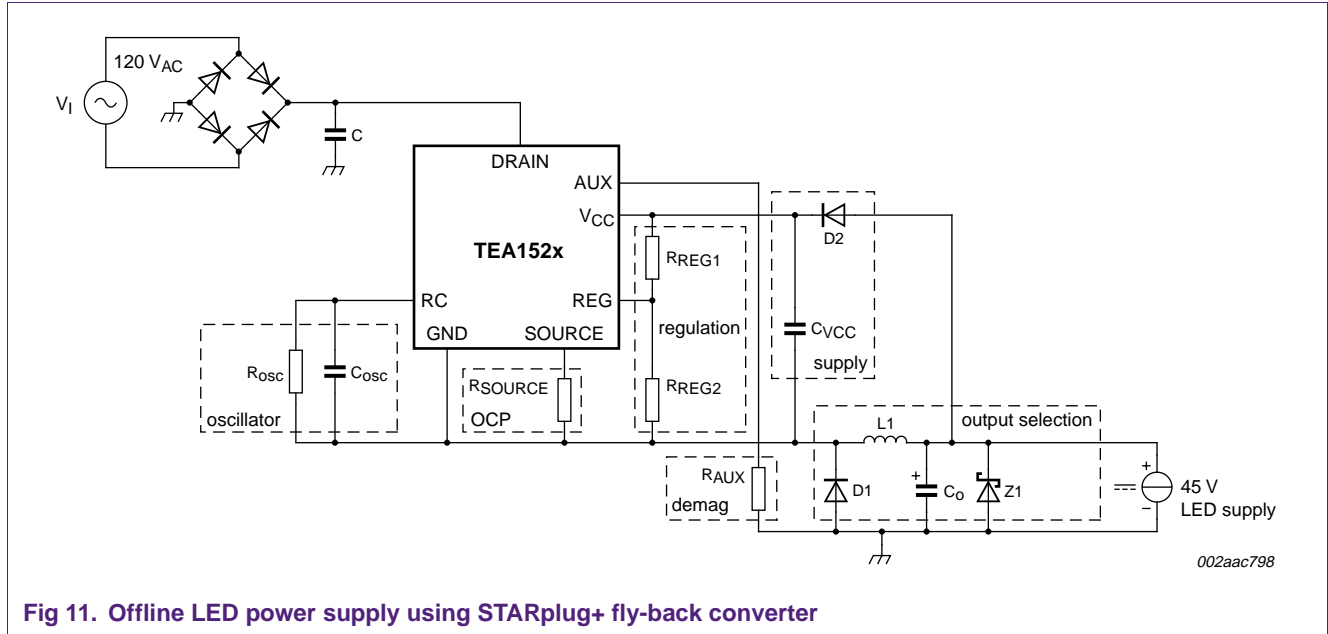 120 VAC
VI
C
DRAIN
AUX
VCC
TEA152x
RC
REG
GND
SOURCE
RREG1
regulation
RREG2
D2
CVCC
supply
Rosc
Cosc
oscillator
RSOURCE
OCP
output selection
L1
RAUX
demag
D1
+
Co
Z1
+
45 V
−
LED supply
002aac798
Fig 11. Offline LED power supply using STARplug+ fly-back converter